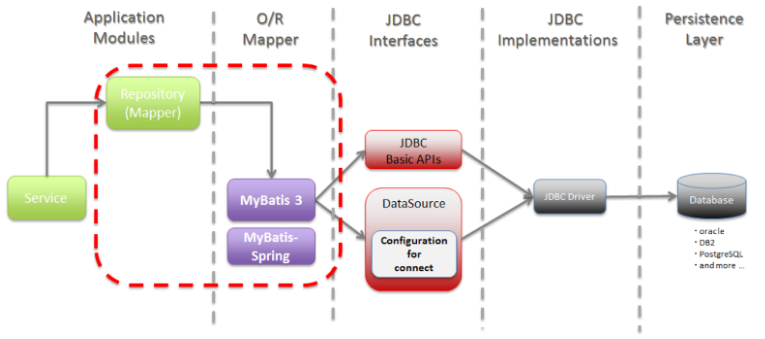 Application
Modules
O/R
Mapper
JDBC
Interfaces
JDBC
Implementations
Persistence
Layer
Repository
(Mapper)
Service
MyBatis 3
MyBatis-
Spring
JDBC
Basic APIs
DataSource
Configuration
for
connect
JDBC Driver
Database
・oracle
・DB2
・PostgreSQL
・and more ...